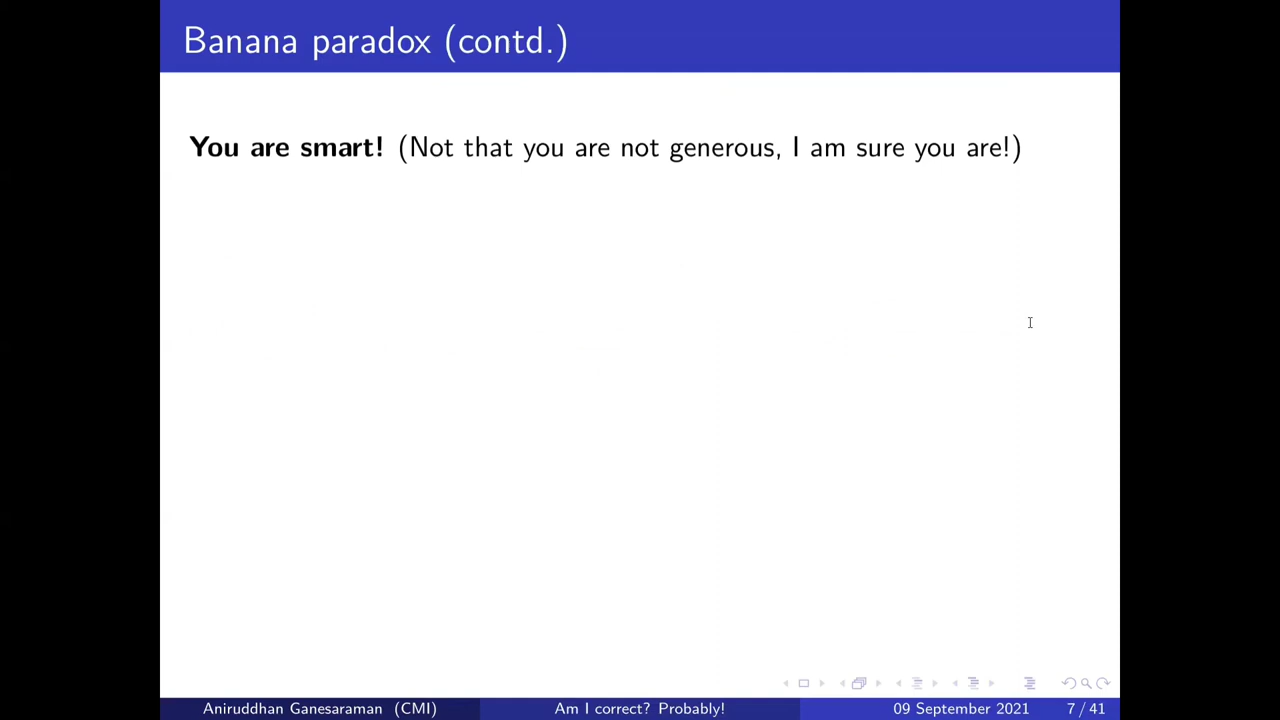 Banana paradox (contd.)
You are smart! (Not that you are not generous, I am sure you are!)
Aniruddhan Ganesaraman (CMI) Am I correct? Probably! 09 September 2021 7 / 41